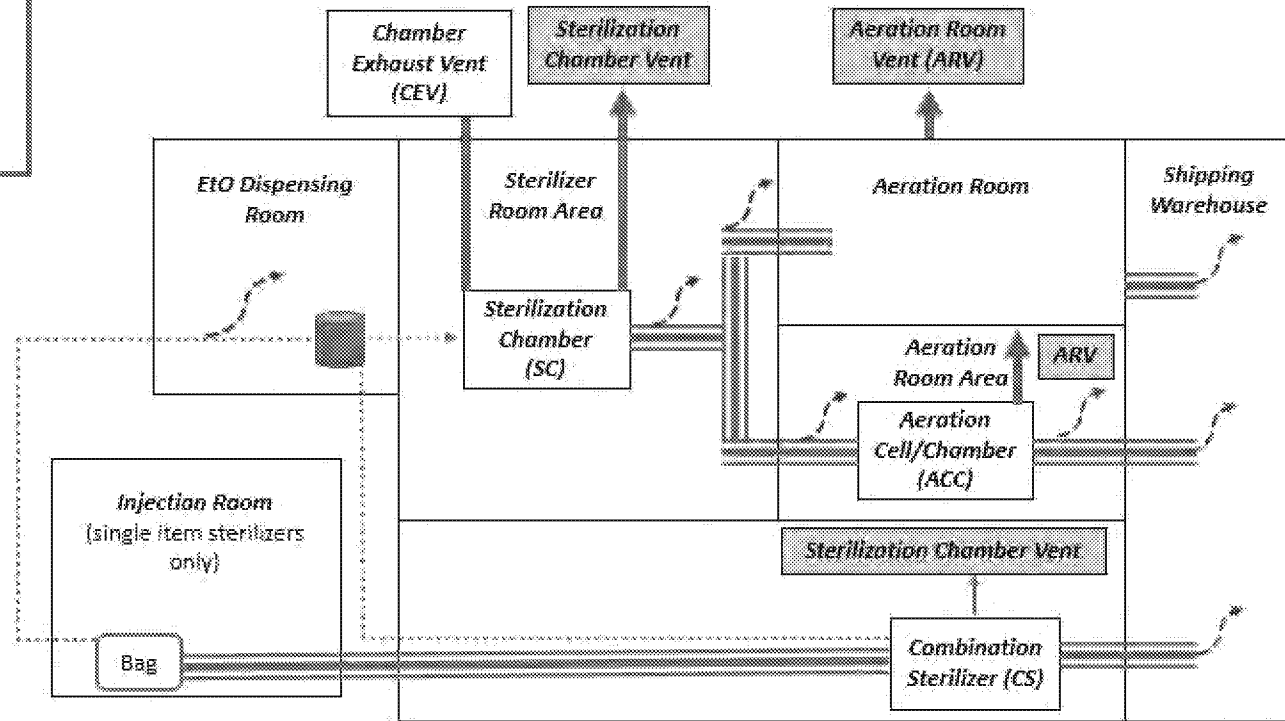 Chamber
Exhaust Vent
(CEV)
Sterilization
Chamber Vent
Aeration Room
Vent (ARV)
EtO Dispensing
Room
Sterilizer
Room Area
Aeration Room
Shipping
Warehouse
Sterilization
Chamber
(SC)
Aeration
Room Area
ARV
Aeration
Cell/Chamber
(ACC)
Injection Room
(single item sterilizers
only)
Sterilization Chamber Vent
Bag
Combination
Sterilizer (CS)